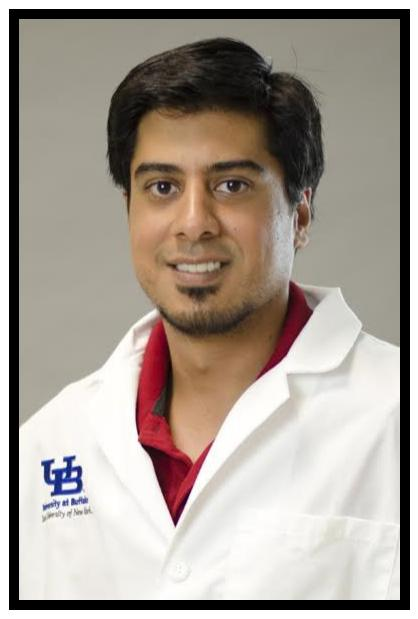 UB
University at Buffalo
University of New York